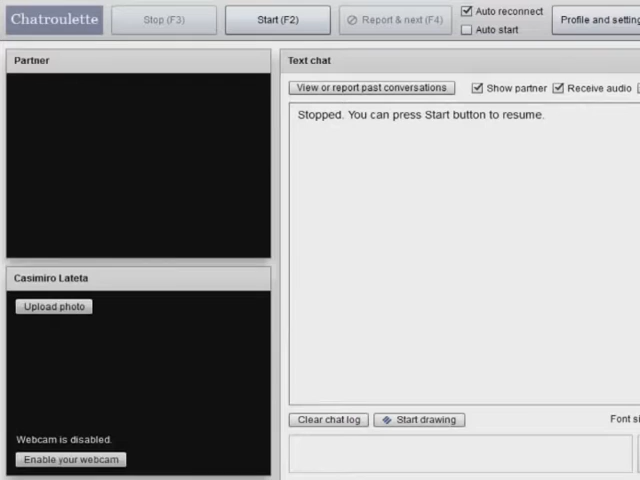 Chatroulette
Stop (F3)
Start (F2)
Report & next (F4)
Auto reconnect
Auto start
Profile and setting
Partner
Text chat
View or report past conversations
Show partner
Receive audio
Stopped. You can press Start button to resume.
Casimiro Lateta
Upload photo
Webcam is disabled.
Enable your webcam
Clear chat log
Start drawing
Font si